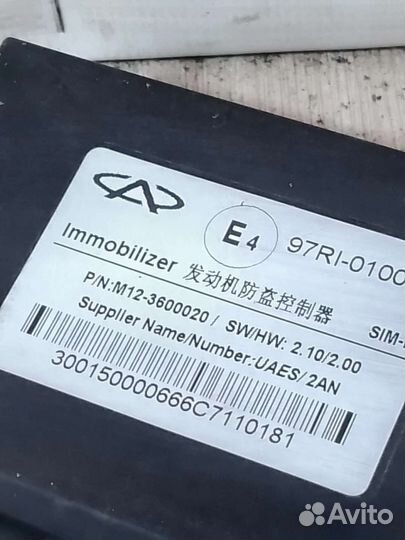 E4 97RI-0100
Immobilizer 发动机防盗控制器 SIM-
P/N:M12-3600020/ SW/HW: 2.10/2.00
Supplier Name/Number:UAES/2AN
300150000666C7110181
Avito